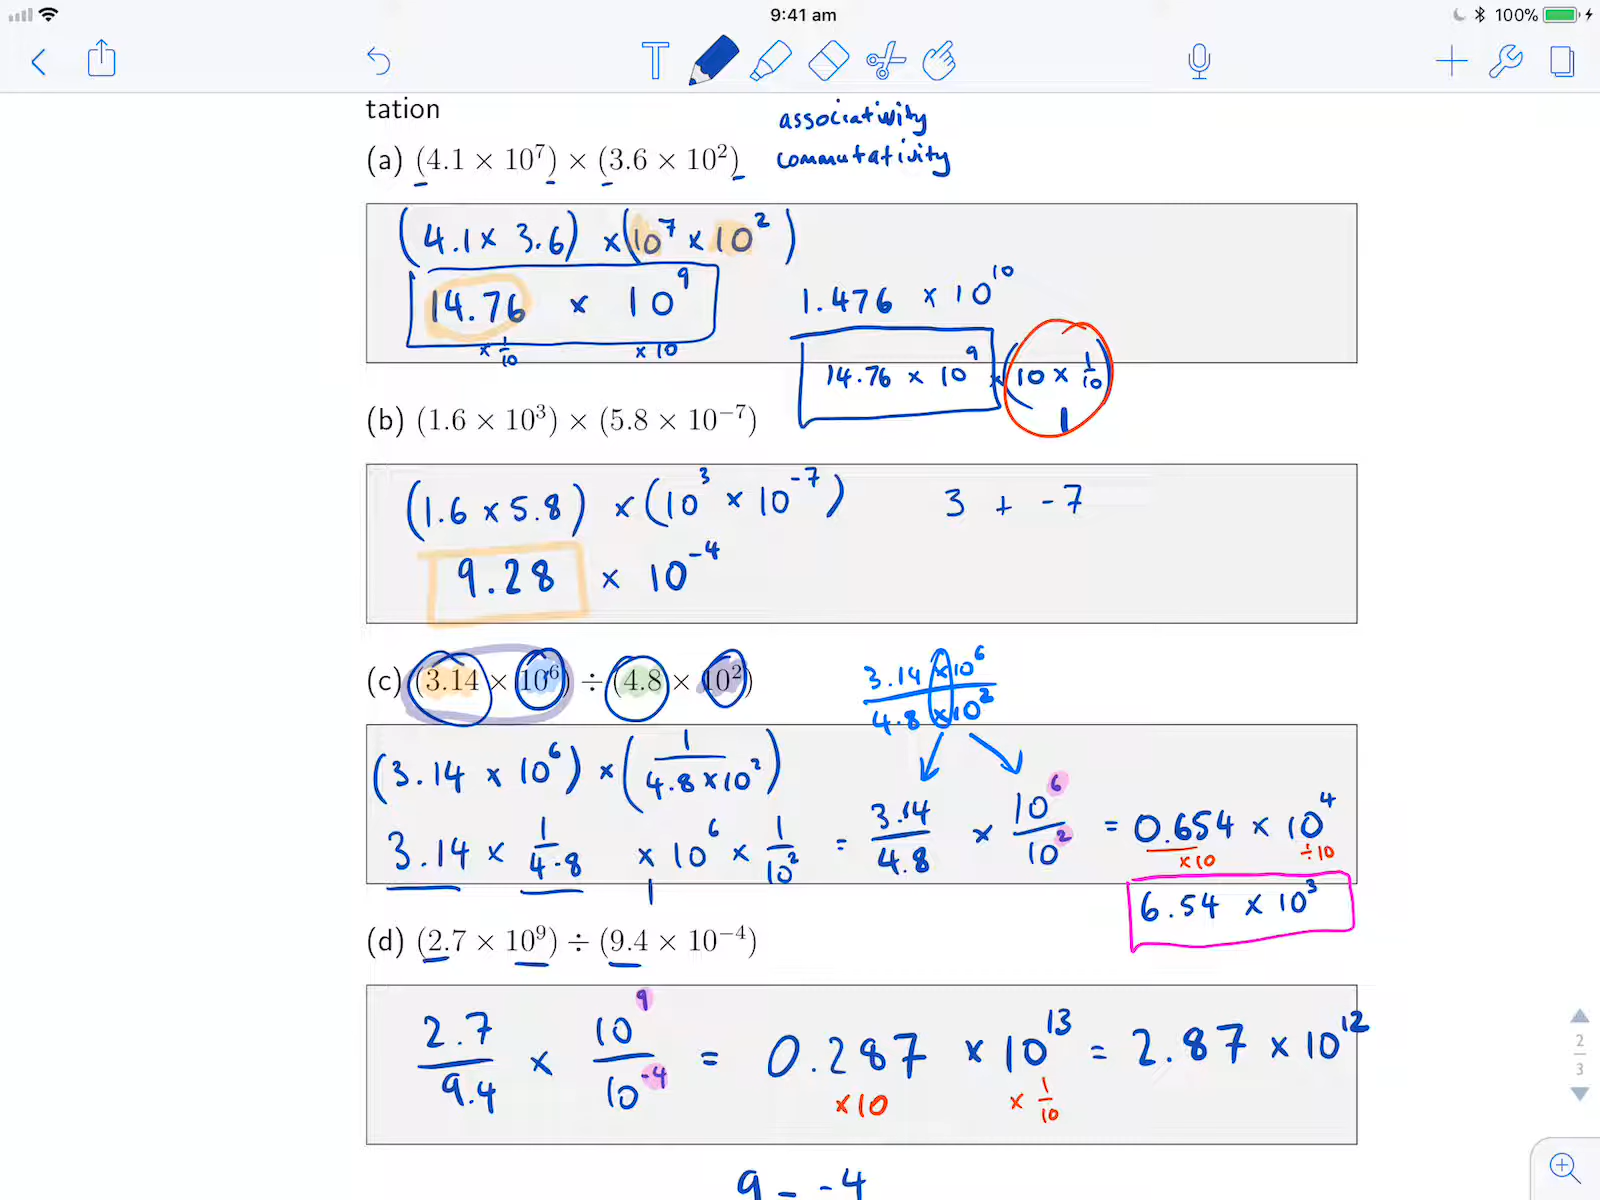 9:41 am
100%
tation
associativity
(a) (4.1 × 10⁷) × (3.6 × 10²)
commutativity
(4.1 × 3.6) × (10⁷ × 10²)
14.76 × 10⁹
× 1/10 × 10
1.476 × 10¹⁰
14.76 × 10⁹ × (10 × 1/10)
1
(b) (1.6 × 10³) × (5.8 × 10⁻⁷)
(1.6 × 5.8) × (10³ × 10⁻⁷) 3 + -7
9.28 × 10⁻⁴
(c) (3.14 × 10⁶) ÷ (4.8 × 10²)
3.14 × 10⁶
4.8 × 10²
(3.14 × 10⁶) × (1/4.8 × 10²)
3.14 × 1/4.8 × 10⁶ × 1/10² = 3.14/4.8 × 10⁶/10² = 0.654 × 10⁴
×10 ÷10
6.54 × 10³
(d) (2.7 × 10⁹) ÷ (9.4 × 10⁻⁴)
2.7/9.4 × 10⁹/10⁻⁴ = 0.287 × 10¹³ = 2.87 × 10¹²
×10 × 1/10
9 - -4
2
3